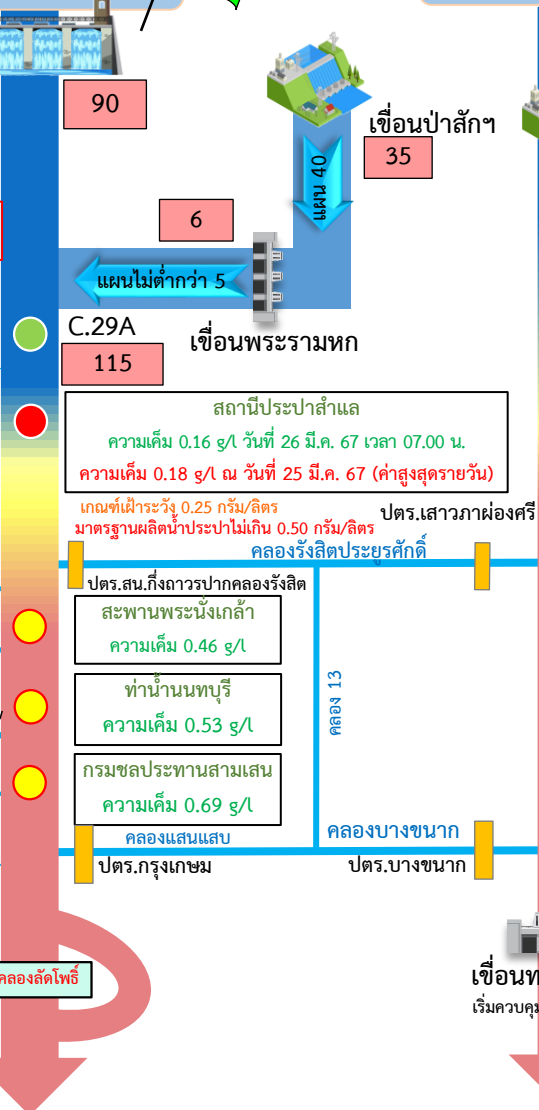 90
เขื่อนป่าสักฯ
35
แผน 40
6
แผนไม่ต่ำกว่า 5
C.29A
เขื่อนพระรามหก
115
สถานีประปาสำแล
ความเค็ม 0.16 g/l วันที่ 26 มี.ค. 67 เวลา 07.00 น.
ความเค็ม 0.18 g/l ณ วันที่ 25 มี.ค. 67 (ค่าสูงสุดรายวัน)
เกณฑ์เฝ้าระวัง 0.25 กรัม/ลิตร
มาตรฐานผลิตน้ำประปาไม่เกิน 0.50 กรัม/ลิตร
ปตร.เสาวภาผ่องศรี
คลองรังสิตประยูรศักดิ์
ปตร.สน.กึ่งถาวรปากคลองรังสิต
สะพานพระนั่งเกล้า
ความเค็ม 0.46 g/l
ท่าน้ำนนทบุรี
ความเค็ม 0.53 g/l
คลอง 13
กรมชลประทานสามเสน
ความเค็ม 0.69 g/l
คลองแสนแสบ
คลองบางขนาก
ปตร.กรุงเกษม
ปตร.บางขนาก
คลองลัดโพธิ์
เขื่อนท
เริ่มควบคุม